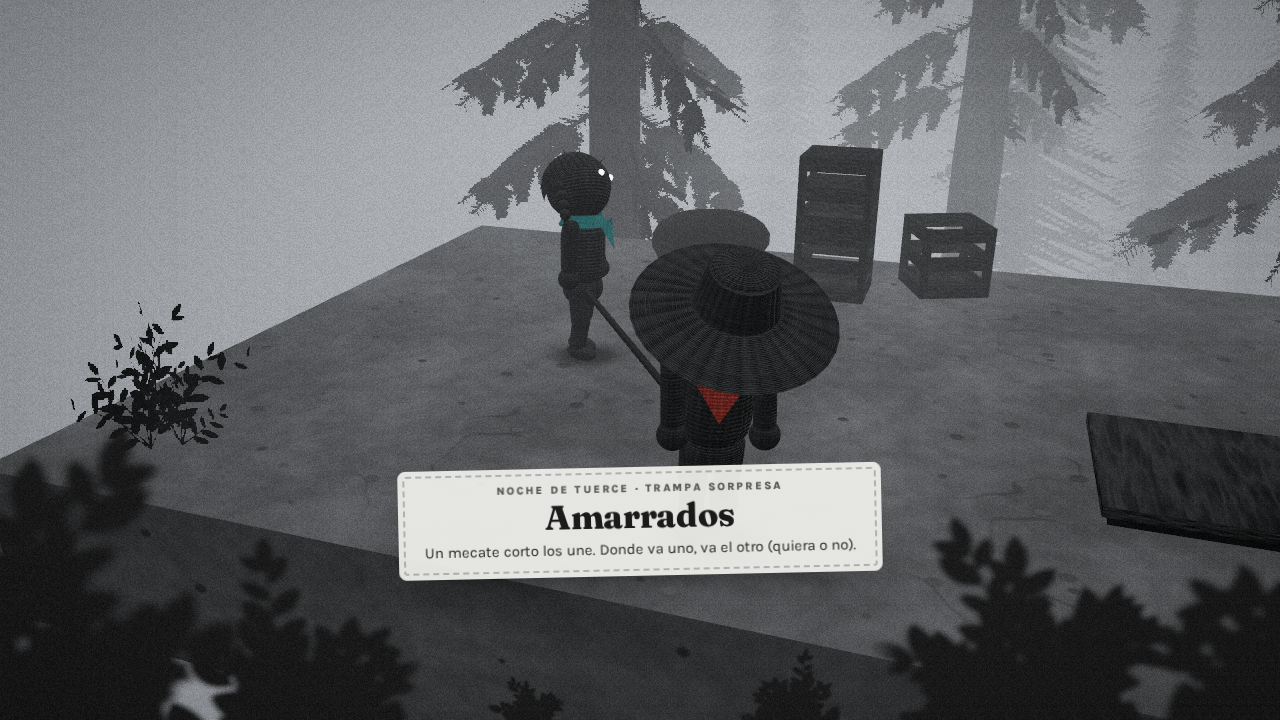 NOCHE DE TUERCE · TRAMPA SORPRESA
Amarrados
Un mecate corto los une. Donde va uno, va el otro (quiera o no).